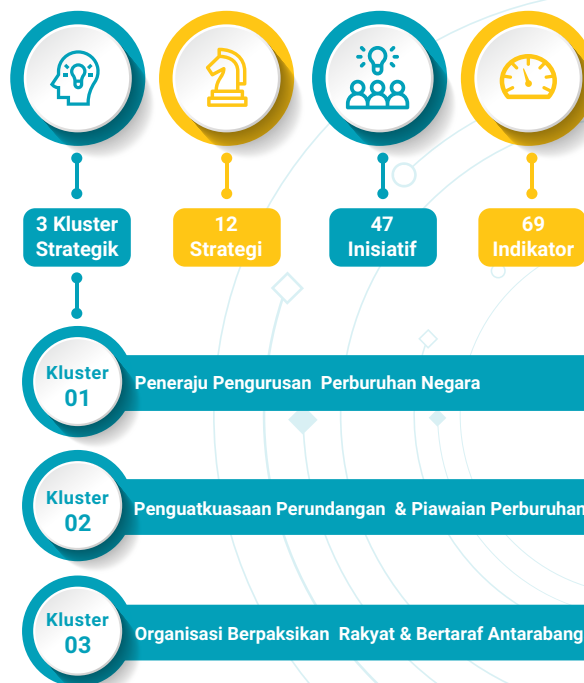 3 Kluster
Strategik
12
Strategi
47
Inisiatif
69
Indikator
Kluster
01
Peneraju Pengurusan Perburuhan Negara
Kluster
02
Penguatkuasaan Perundangan & Piawaian Perburuhan
Kluster
03
Organisasi Berpaksikan Rakyat & Bertaraf Antarabang